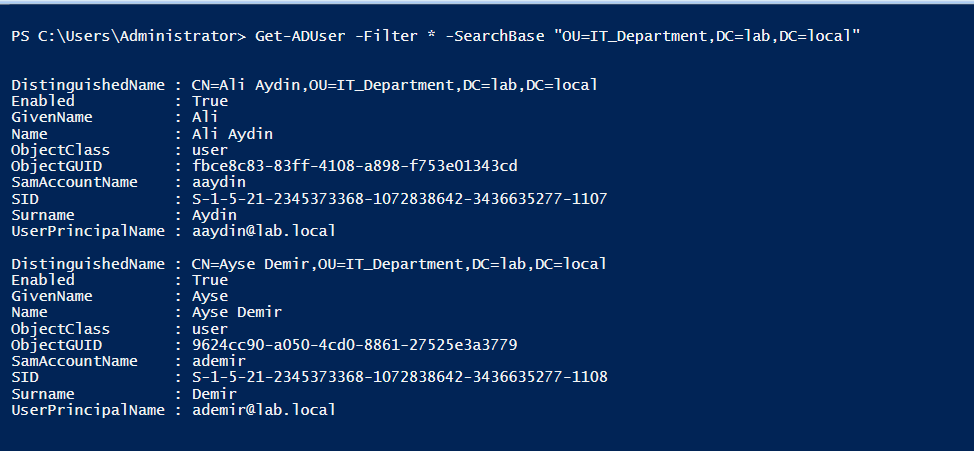 PS C:\Users\Administrator> Get-ADUser -Filter * -SearchBase "OU=IT_Department,DC=lab,DC=local"
DistinguishedName : CN=Ali Aydin,OU=IT_Department,DC=lab,DC=local
Enabled           : True
GivenName         : Ali
Name              : Ali Aydin
ObjectClass       : user
ObjectGUID        : fbce8c83-83ff-4108-a898-f753e01343cd
SamAccountName    : aaydin
SID               : S-1-5-21-2345373368-1072838642-3436635277-1107
Surname           : Aydin
UserPrincipalName : aaydin@lab.local
DistinguishedName : CN=Ayse Demir,OU=IT_Department,DC=lab,DC=local
Enabled           : True
GivenName         : Ayse
Name              : Ayse Demir
ObjectClass       : user
ObjectGUID        : 9624cc90-a050-4cd0-8861-27525e3a3779
SamAccountName    : ademir
SID               : S-1-5-21-2345373368-1072838642-3436635277-1108
Surname           : Demir
UserPrincipalName : ademir@lab.local